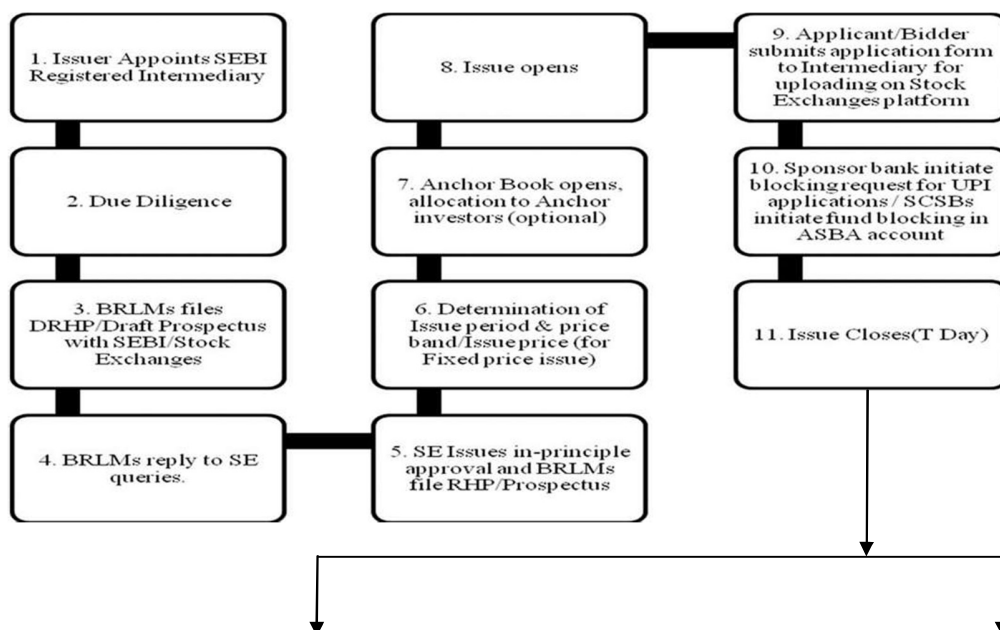 1. Issuer Appoints SEBI
Registered Intermediary
2. Due Diligence
3. BRLMs files
DRHP/Draft Prospectus
with SEBI/Stock
Exchanges
4. BRLMs reply to SE
queries.
5. SE Issues in-principle
approval and BRLMs
file RHP/Prospectus
6. Determination of
Issue period & price
band/Issue price (for
Fixed price issue)
7. Anchor Book opens,
allocation to Anchor
investors (optional)
8. Issue opens
9. Applicant/Bidder
submits application form
to Intermediary for
uploading on Stock
Exchanges platform
10. Sponsor bank initiate
blocking request for UPI
applications / SCSBs
initiate fund blocking in
ASBA account
11. Issue Closes(T Day)